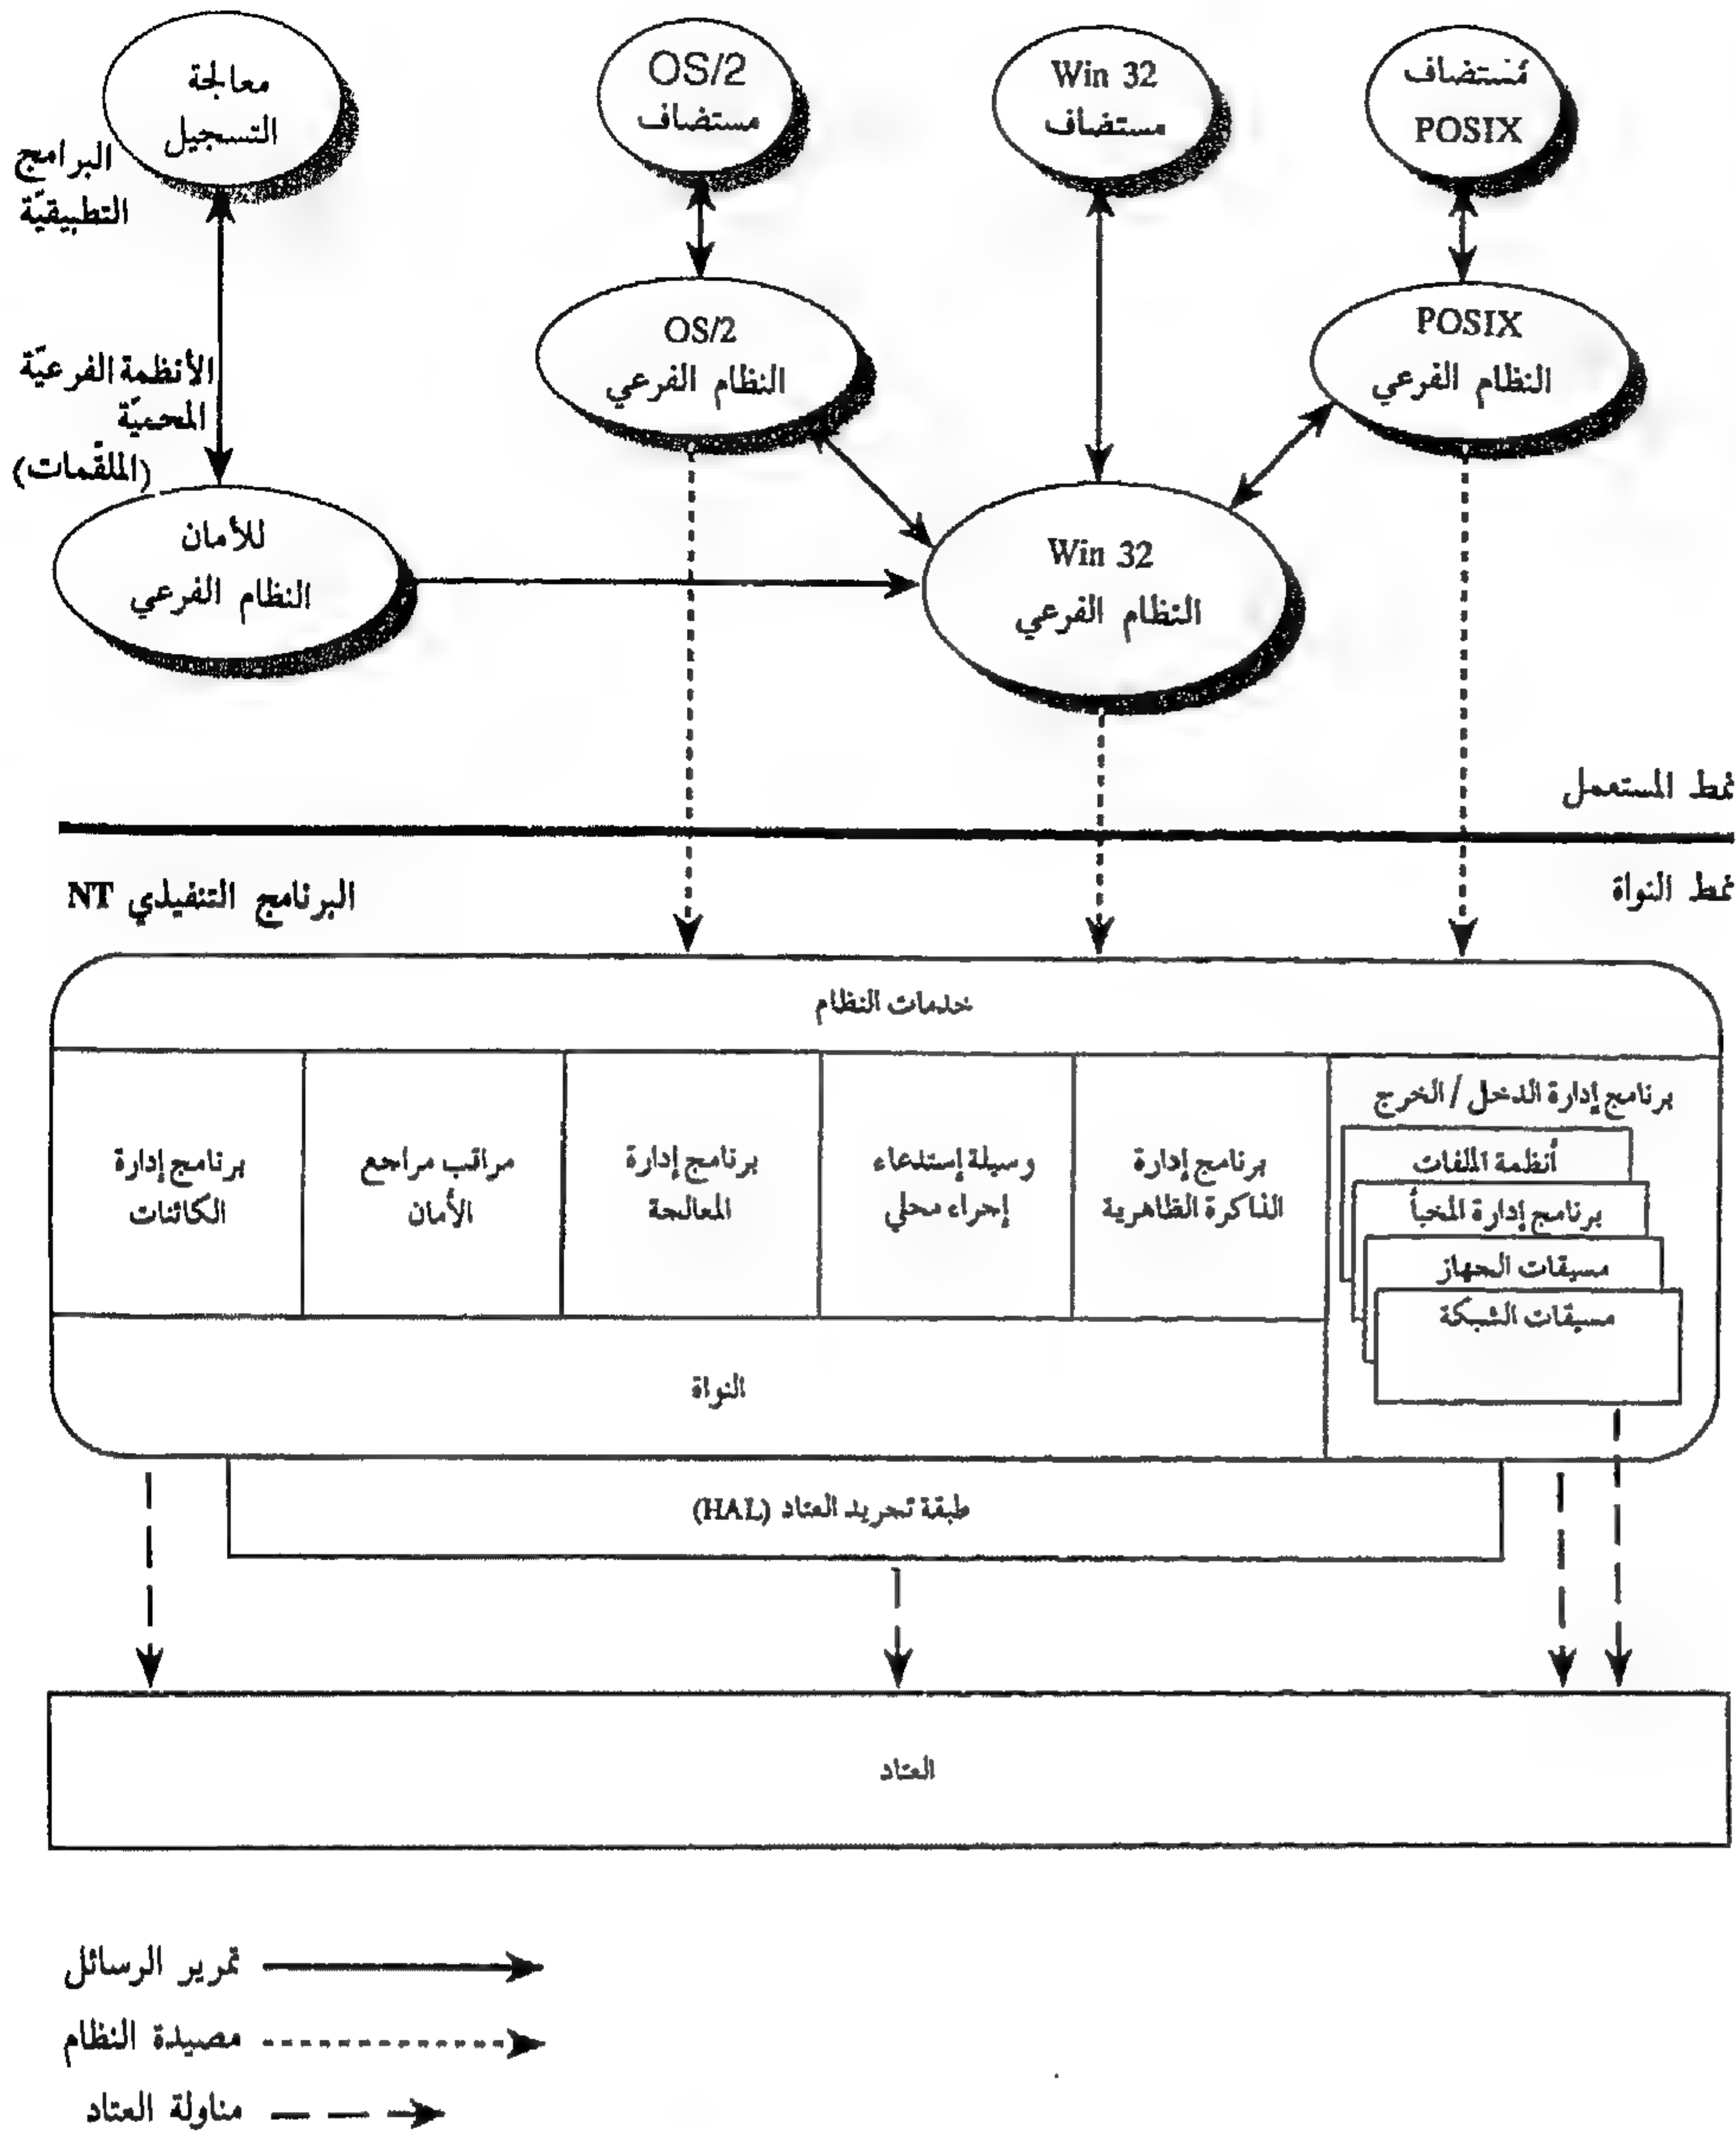 معالجة
التسجيل
OS/2
مستضاف
Win 32
مستضاف
مُستضاف
POSIX
البرامج
التطبيقيّة
OS/2
النظام الفرعي
POSIX
النظام الفرعي
الأنظمة الفرعيّة
المحميّة
(الملقّمات)
للأمان
النظام الفرعي
Win 32
النظام الفرعي
نمط المستعمل
نمط النواة
البرنامج التنفيذي NT
خدمات النظام
برنامج إدارة
الكائنات
مراقب مراجع
الأمان
برنامج إدارة
المعالجة
وسيلة إستدعاء
إجراء محلي
برنامج إدارة
الذاكرة الظاهرية
برنامج إدارة الدخل / الخرج
أنظمة الملفات
برنامج إدارة المخبأ
مسيقات الجهاز
مسيقات الشبكة
النواة
طبقة تجريد العتاد (HAL)
العتاد
تمرير الرسائل
مصيدة النظام
مناولة العتاد